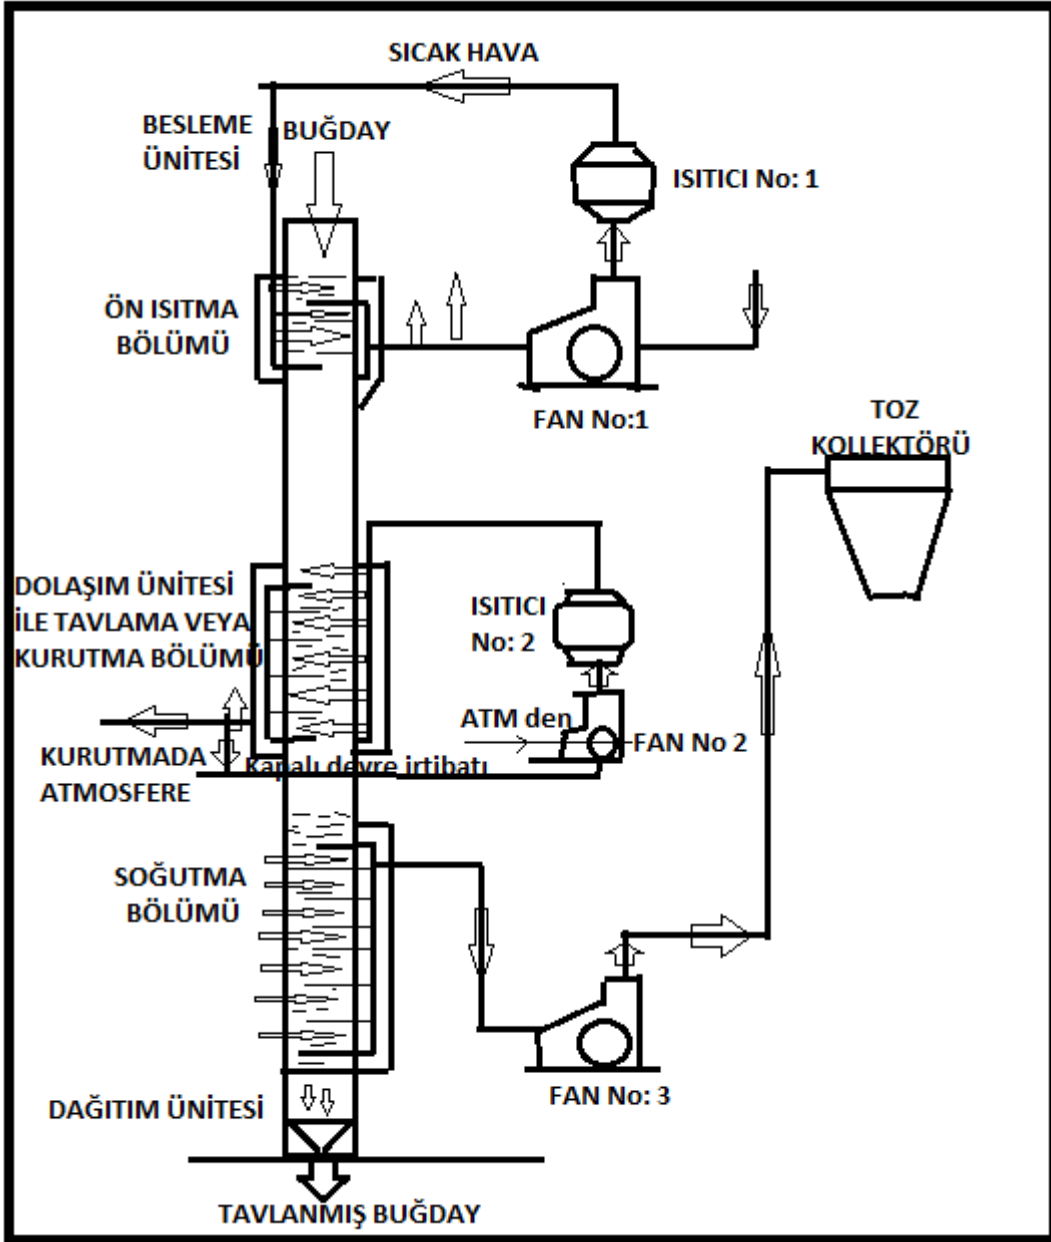 SICAK HAVA
BESLEME
ÜNİTESİ
BUĞDAY
ISITICI No: 1
ÖN ISITMA
BÖLÜMÜ
FAN No:1
TOZ
KOLLEKTÖRÜ
DOLAŞIM ÜNİTESİ
İLE TAVLAMA VEYA
KURUTMA BÖLÜMÜ
ISITICI
No: 2
ATM den
FAN No 2
KURUTMADA
ATMOSFERE
Kapalı devre irtibatı
SOĞUTMA
BÖLÜMÜ
FAN No: 3
DAĞITIM ÜNİTESİ
TAVLANMIŞ BUĞDAY